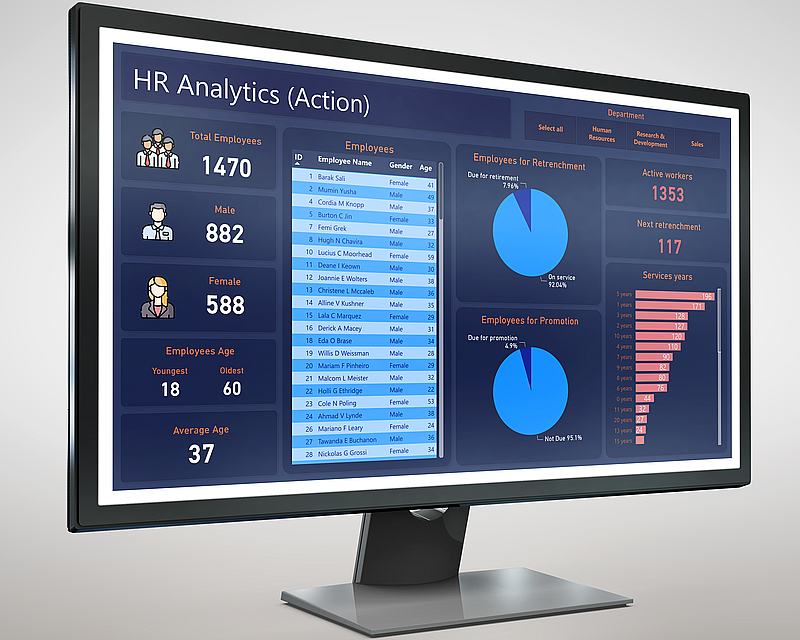 HR Analytics (Action)
Department
Select all
Human Resources
Research & Development
Sales
Total Employees
1470
Male
882
Female
588
Employees Age
Youngest Oldest
18 60
Average Age
37
Employees
ID Employee Name Gender Age
1 Barak Sali Female 41
2 Mumin Yusha Male 49
4 Cordia M Knopp Male 37
5 Burton C Jin Female 33
7 Femi Grek Male 27
8 Hugh N Chavira Male 32
10 Lucius C Moorhead Female 59
11 Deane I Keown Male 30
12 Joannie E Wolters Male 38
13 Christene L Mccaleb Male 36
14 Alline V Kushner Male 35
15 Lala C Marquez Female 29
16 Derick A Macey Male 31
18 Eda O Brase Male 34
19 Willis D Weissman Male 28
20 Mariam F Pinheiro Female 29
21 Malcom L Meister Male 32
22 Holli G Ethridge Male 22
23 Cole N Poling Female 53
24 Ahmad V Lynde Male 38
26 Mariano F Leary Female 24
27 Tawanda E Buchanon Male 36
28 Nickolas G Grossi Female 34
Employees for Retrenchment
Due for retirement
7.96%
On service
92.04%
Employees for Promotion
Due for promotion
4.9%
Not Due 95.1%
Active workers
1353
Next retrenchment
117
Services years
5 years 196
1 years 171
3 years 128
2 years 127
10 years 120
4 years 110
7 years 90
9 years 82
8 years 80
6 years 76
0 years 44
11 years 32
20 years 27
13 years 24
15 years